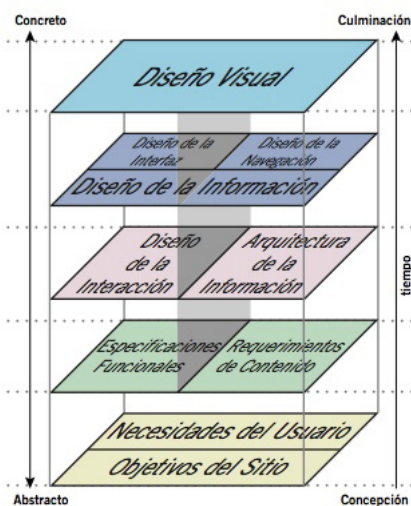 Concreto
Culminación
Diseño Visual
Diseño de la
Interfaz
Diseño de la
Navegación
Diseño de la Información
Diseño
de la
Interacción
Arquitectura
de la
Información
tiempo
Especificaciones
Funcionales
Requerimientos
de Contenido
Necesidades del Usuario
Objetivos del Sitio
Abstracto
Concepción